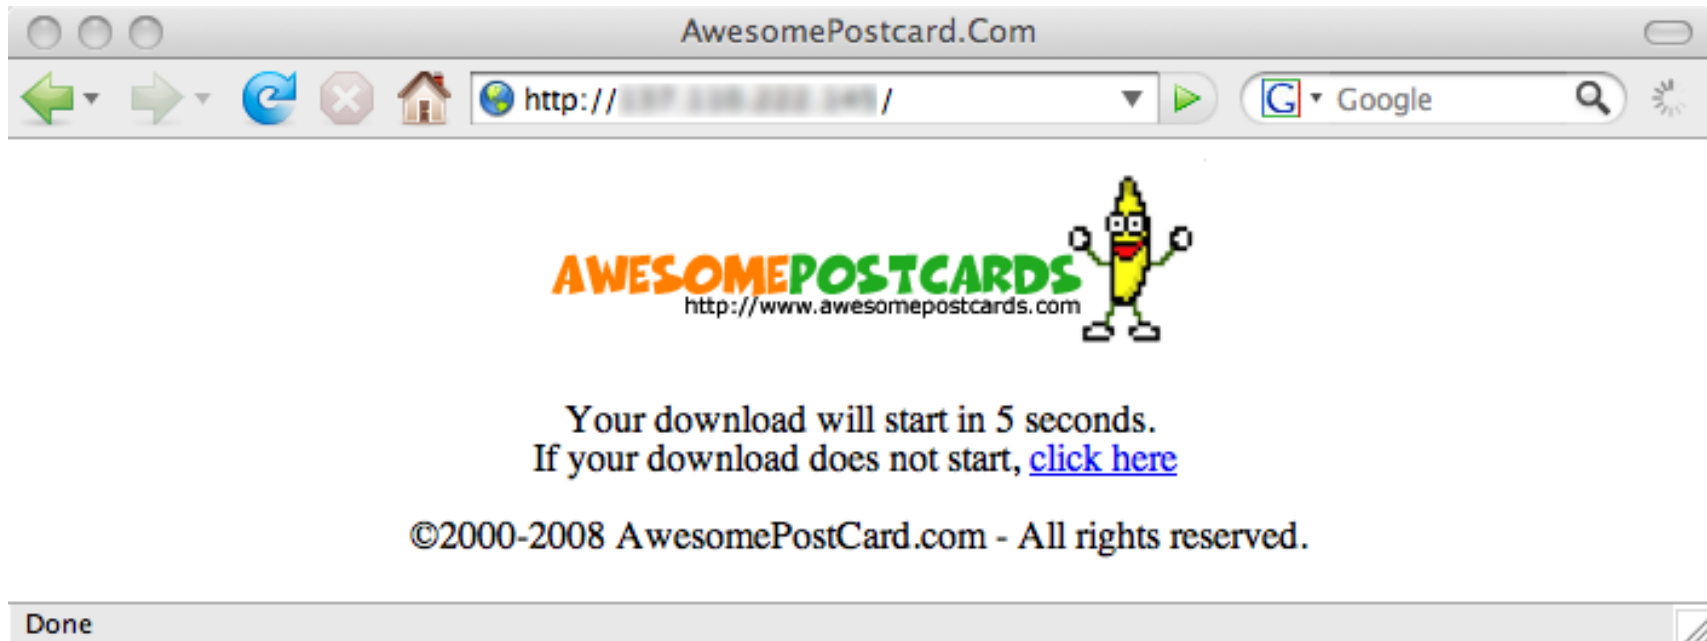 AwesomePostcard.Com
http:// /
Google
AWESOMEPOSTCARDS
http://www.awesomepostcards.com
Your download will start in 5 seconds.
If your download does not start, click here
©2000-2008 AwesomePostCard.com - All rights reserved.
Done